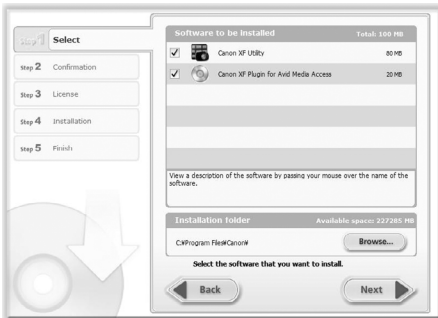 Step 1 Select
Step 2 Confirmation
Step 3 License
Step 4 Installation
Step 5 Finish
Software to be installed Total: 100 MB
Canon XF Utility 80 MB
Canon XF Plugin for Avid Media Access 20 MB
View a description of the software by passing your mouse over the name of the
software.
Installation folder Available space: 227285 MB
C:¥Program Files¥Canon¥ Browse...
Select the software that you want to install.
Back Next